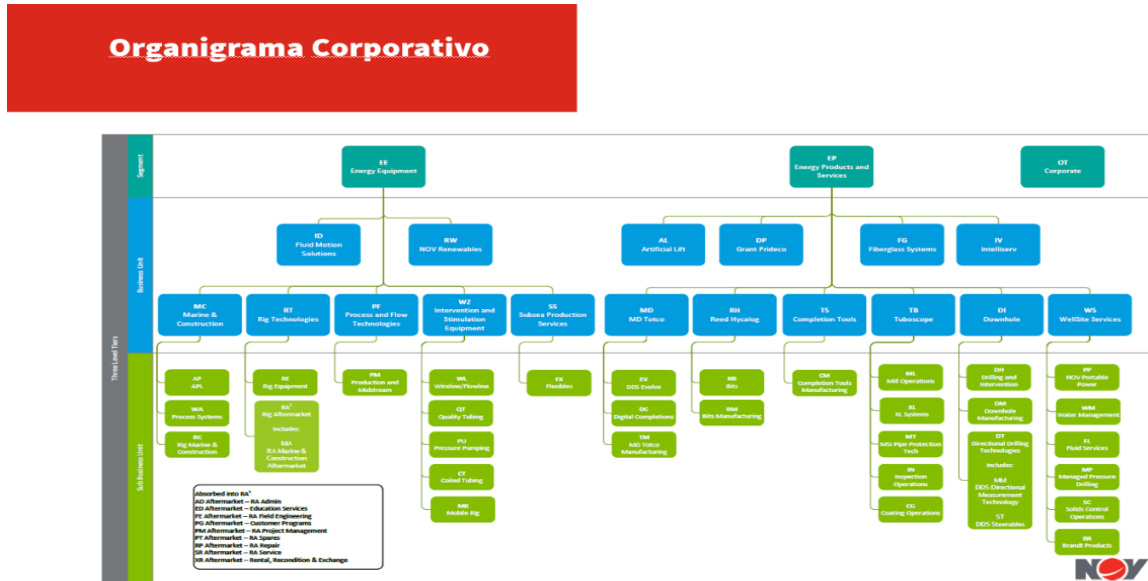 Organigrama Corporativo
Three Level Tiers
Segment
EE
Energy Equipment
EP
Energy Products and
Services
OT
Corporate
Business Unit
ID
Fluid Motion
Solutions
RW
NOV Renewables
AL
Artificial Lift
DP
Grant Prideco
FG
Fiberglass Systems
IV
Intelliserv
MC
Marine &
Construction
RT
Rig Technologies
PF
Process and Flow
Technologies
WZ
Intervention and
Stimulation
Equipment
SS
Subsea Production
Services
MD
MD Totco
RH
Reed Hycalog
TS
Completion Tools
TB
Tuboscope
DI
Downhole
WS
WellSite Services
Sub Business Unit
AP
APL
WA
Process Systems
RC
Rig Marine &
Construction
RE
Rig Equipment
RA¹
Rig Aftermarket
Includes:
MA
RA Marine &
Construction
Aftermarket
PM
Production and
Midstream
WL
Wireline/Flowline
QT
Quality Tubing
PU
Pressure Pumping
CT
Coiled Tubing
MR
Mobile Rig
FX
Flexibles
EV
DDS Evolve
DC
Digital Completions
TM
MD Totco
Manufacturing
RB
Bits
RM
Bits Manufacturing
CM
Completion Tools
Manufacturing
ML
Mill Operations
XL
XL Systems
MT
MSI Pipe Protection
Tech
IN
Inspection
Operations
EG
Coating Operations
DH
Drilling and
Intervention
DM
Downhole
Manufacturing
DT
Directional Drilling
Technologies
Includes:
MM
DDS Directional
Measurement
Technology
ST
DDS Steerables
PP
NOV Portable
Power
WM
Water Management
FL
Fluid Services
MP
Managed Pressure
Drilling
SC
Solids Control
Operations
BR
Brandt Products
Absorbed into RA¹
AD Aftermarket – RA Admin
ED Aftermarket – Education Services
FE Aftermarket – RA Field Engineering
PG Aftermarket – Customer Programs
PM Aftermarket – RA Project Management
PT Aftermarket – RA Spares
RP Aftermarket – RA Repair
SR Aftermarket – RA Service
XR Aftermarket – Rental, Recondition & Exchange
NOV